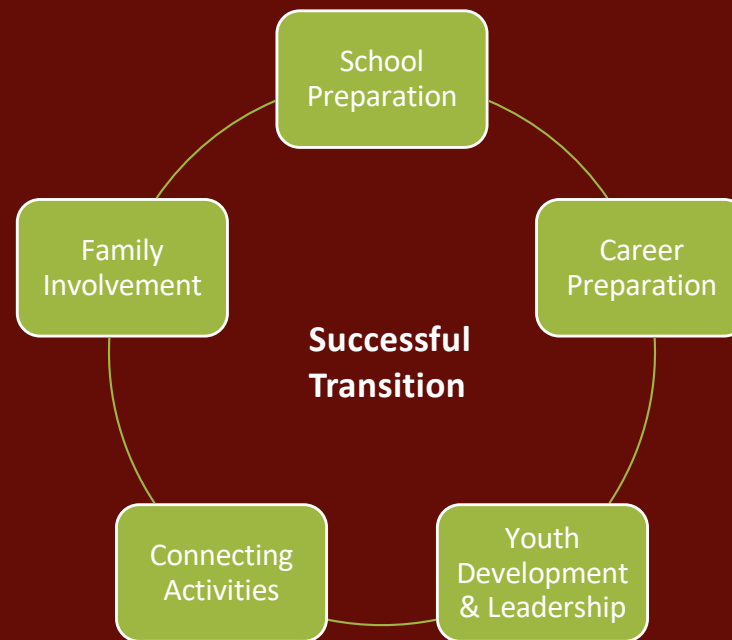 School
Preparation
Career
Preparation
Youth
Development
& Leadership
Connecting
Activities
Family
Involvement
Successful
Transition